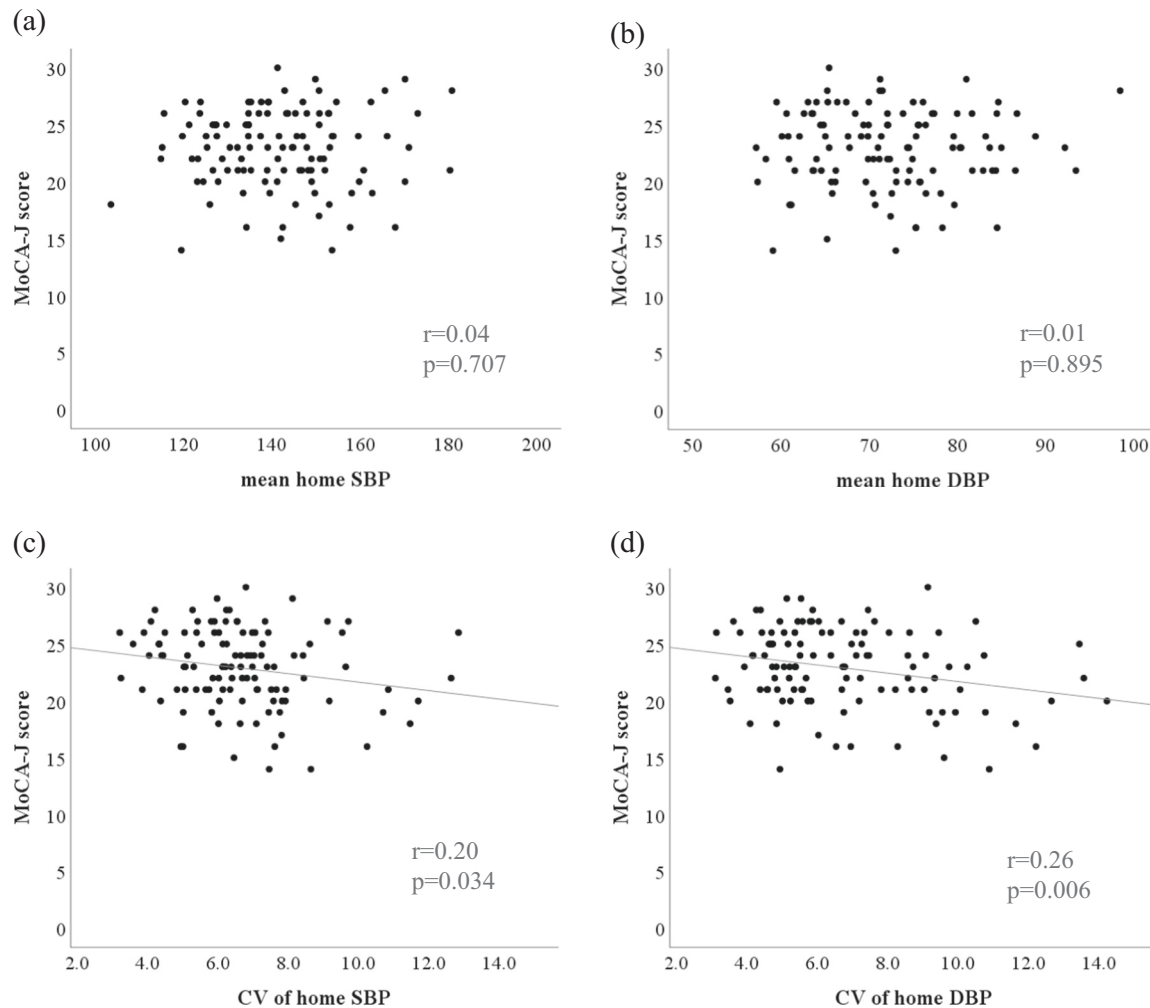 (a)
30
25
20
15
10
5
0
MoCA-J score
r=0.04
p=0.707
100 120 140 160 180 200
mean home SBP
(b)
30
25
20
15
10
5
0
MoCA-J score
r=0.01
p=0.895
50 60 70 80 90 100
mean home DBP
(c)
30
25
20
15
10
5
0
MoCA-J score
r=0.20
p=0.034
2.0 4.0 6.0 8.0 10.0 12.0 14.0
CV of home SBP
(d)
30
25
20
15
10
5
0
MoCA-J score
r=0.26
p=0.006
2.0 4.0 6.0 8.0 10.0 12.0 14.0
CV of home DBP